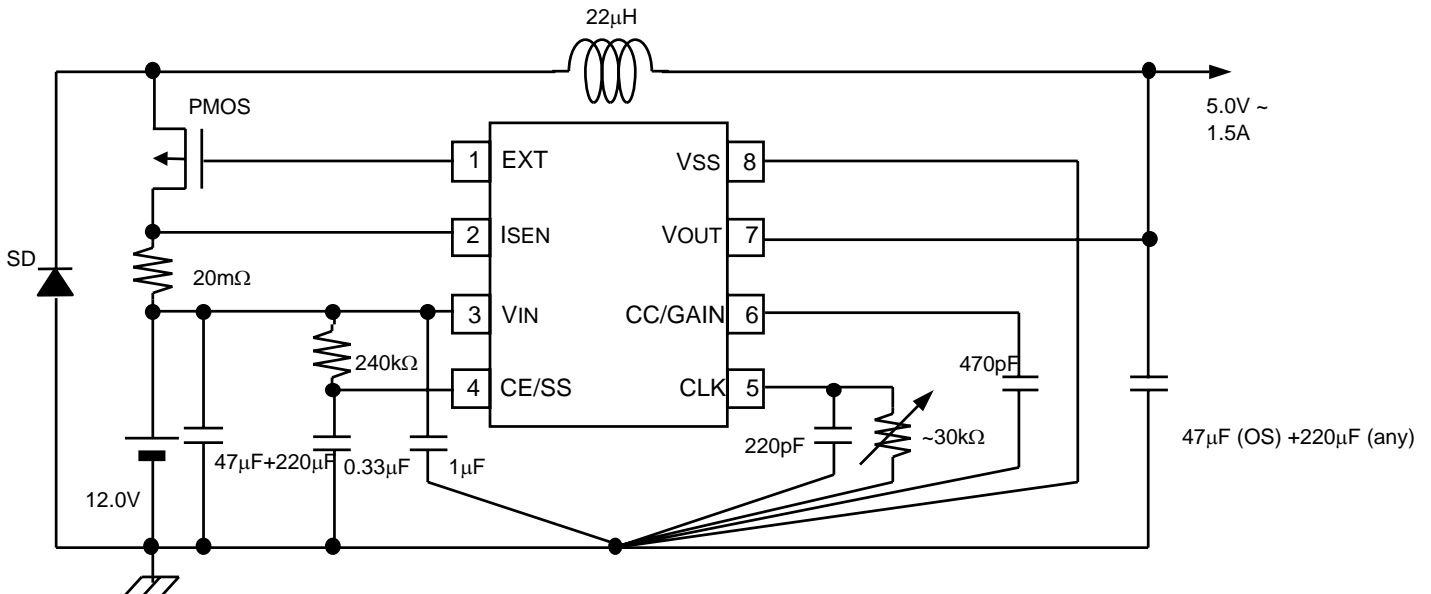 22μH
PMOS
5.0V ~
1.5A
1 EXT
VSS 8
2 ISEN
VOUT 7
SD
20mΩ
3 VIN
CC/GAIN 6
240kΩ
470pF
4 CE/SS
CLK 5
220pF
~30kΩ
47μF (OS) +220μF (any)
47μF+220μF
0.33μF
1μF
12.0V